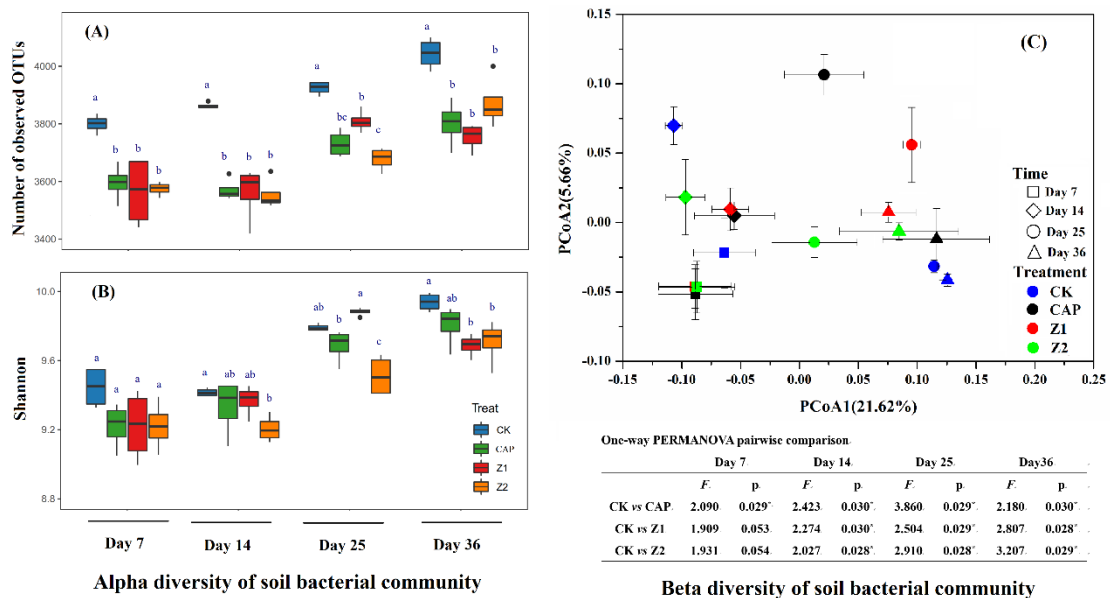 (A)
Number of observed OTUs
4000
3800
3600
3400
a
b
b
b
a
b
b
b
a
bc
b
c
a
b
b
b
(B)
Shannon
10.0
9.6
9.2
8.8
a
a
a
a
a
ab
ab
b
ab
b
a
c
a
ab
b
b
Treat
CK
CAP
Z1
Z2
Day 7
Day 14
Day 25
Day 36
Alpha diversity of soil bacterial community
(C)
PCoA2(5.66%)
0.15
0.10
0.05
0.00
-0.05
-0.10
-0.15
-0.10
-0.05
0.00
0.05
0.10
0.15
0.20
0.25
PCoA1(21.62%)
Time
Day 7
Day 14
Day 25
Day 36
Treatment
CK
CAP
Z1
Z2
One-way PERMANOVA pairwise comparison
Day 7 Day 14 Day 25 Day36
F p F p F p F p
CK vs CAP 2.090 0.029* 2.423 0.030* 3.860 0.029* 2.180 0.030*
CK vs Z1 1.909 0.053 2.274 0.030* 2.504 0.029* 2.807 0.028*
CK vs Z2 1.931 0.054 2.027 0.028* 2.910 0.028* 3.207 0.029*
Beta diversity of soil bacterial community